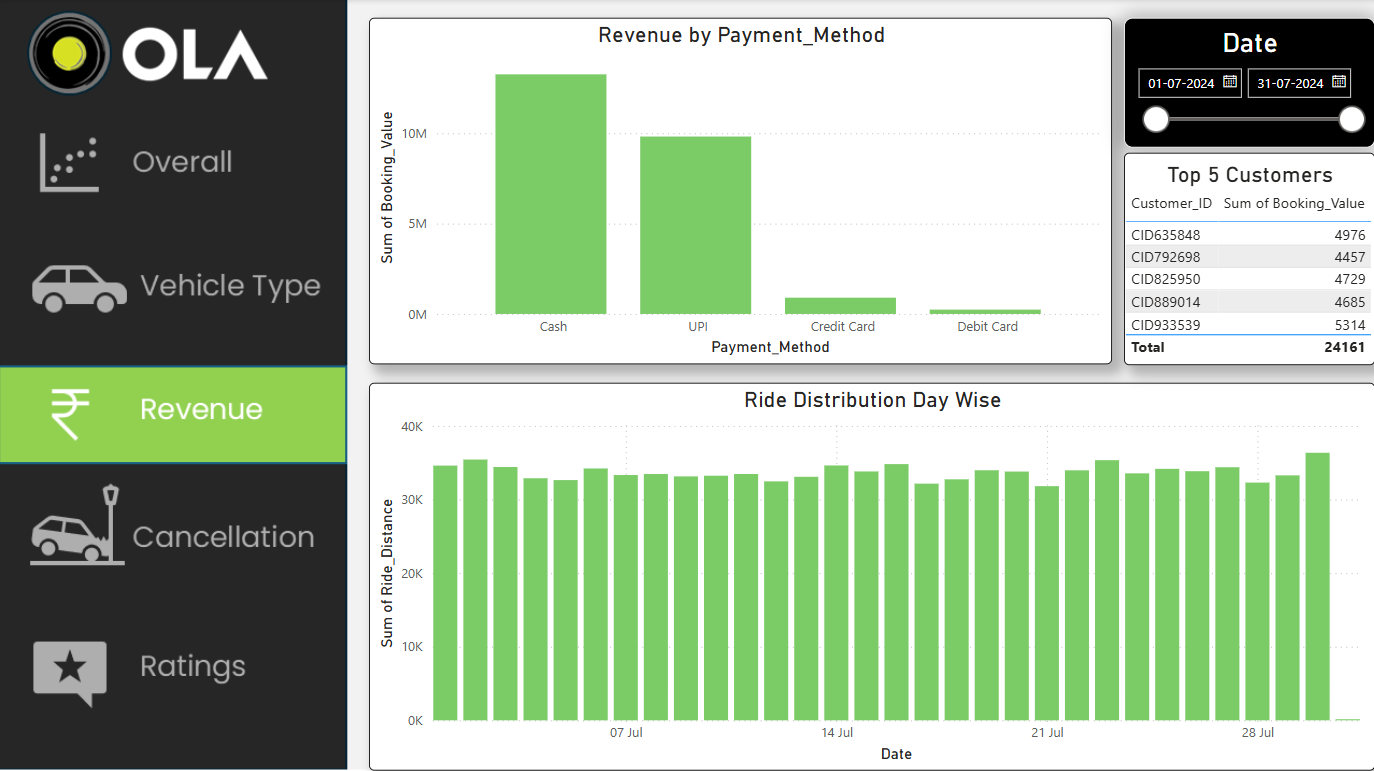 OLA
Overall
Vehicle Type
Revenue
Cancellation
Ratings
Revenue by Payment_Method
Sum of Booking_Value
10M
5M
0M
Cash UPI Credit Card Debit Card
Payment_Method
Date
01-07-2024 31-07-2024
Top 5 Customers
Customer_ID Sum of Booking_Value
CID635848 4976
CID792698 4457
CID825950 4729
CID889014 4685
CID933539 5314
Total 24161
Ride Distribution Day Wise
Sum of Ride_Distance
40K
30K
20K
10K
0K
07 Jul 14 Jul 21 Jul 28 Jul
Date